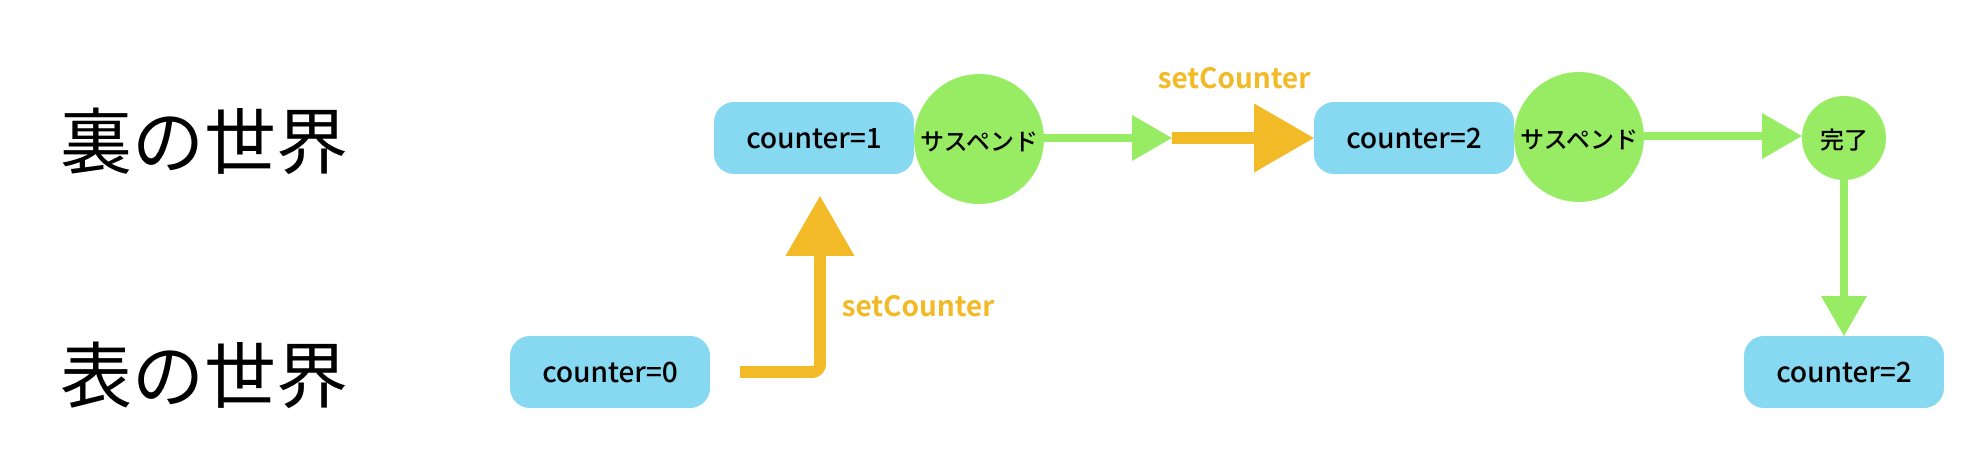 裏の世界
counter=1
サスペンド
setCounter
counter=2
サスペンド
完了
setCounter
表の世界
counter=0
counter=2